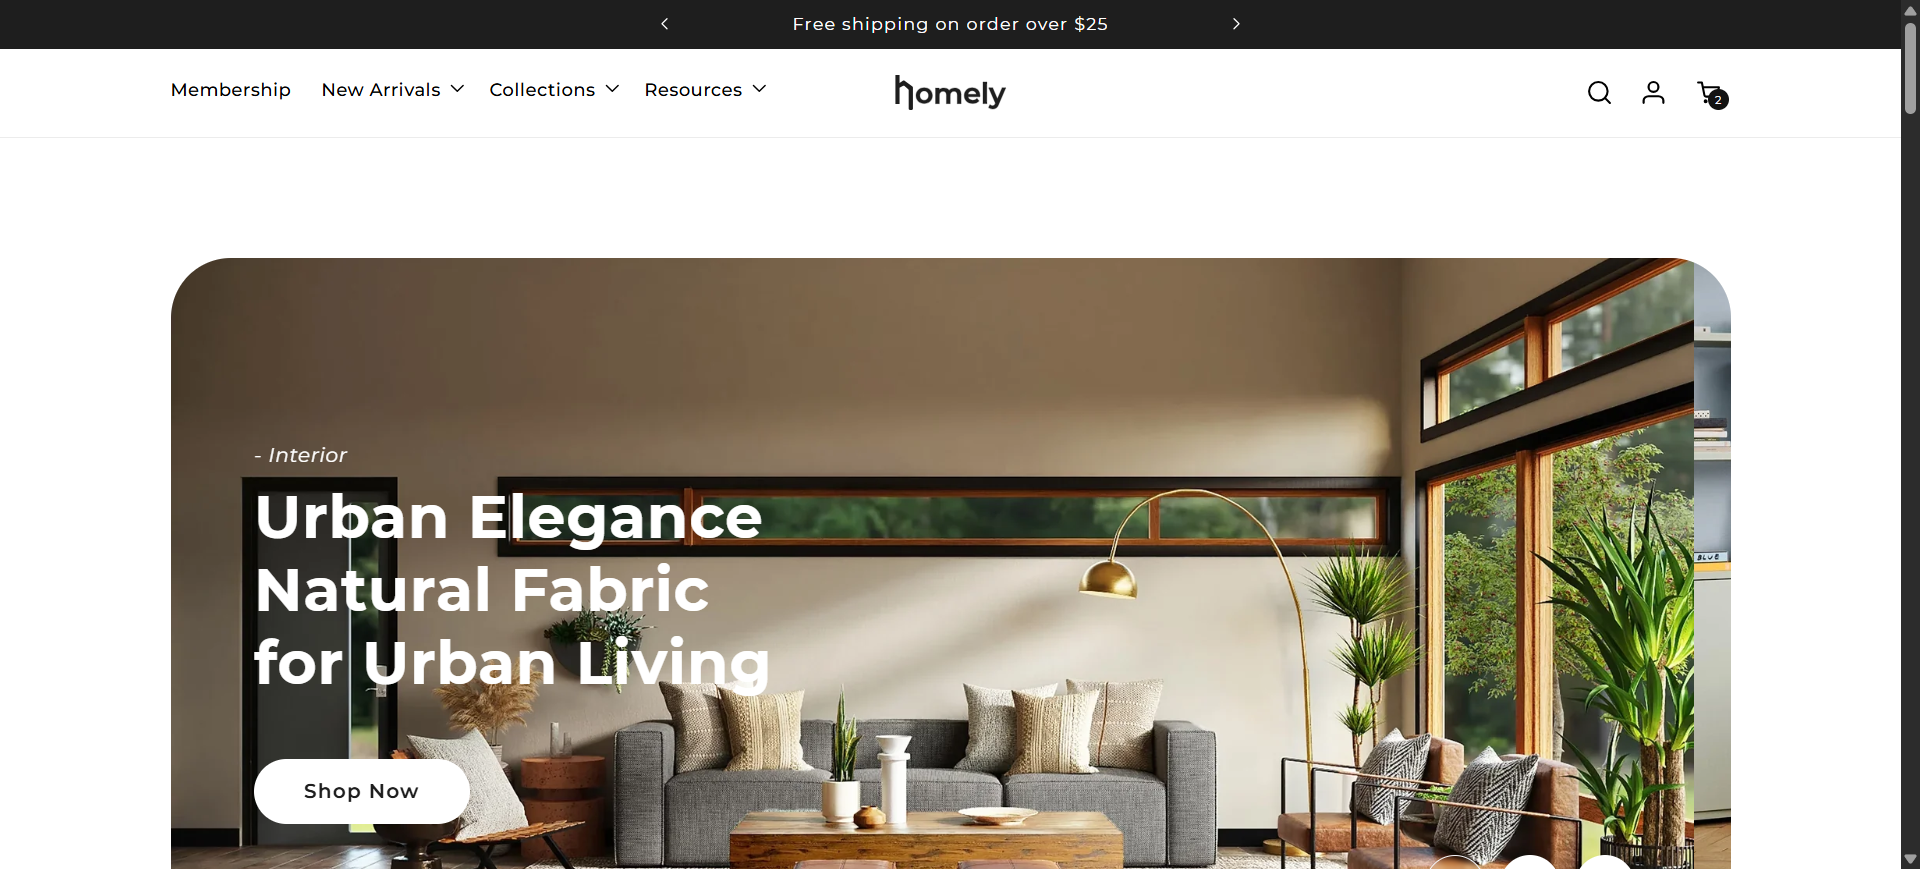 Free shipping on order over $25
Membership
New Arrivals
Collections
Resources
homely
2
- Interior
Urban Elegance
Natural Fabric
for Urban Living
BLUE
Shop Now